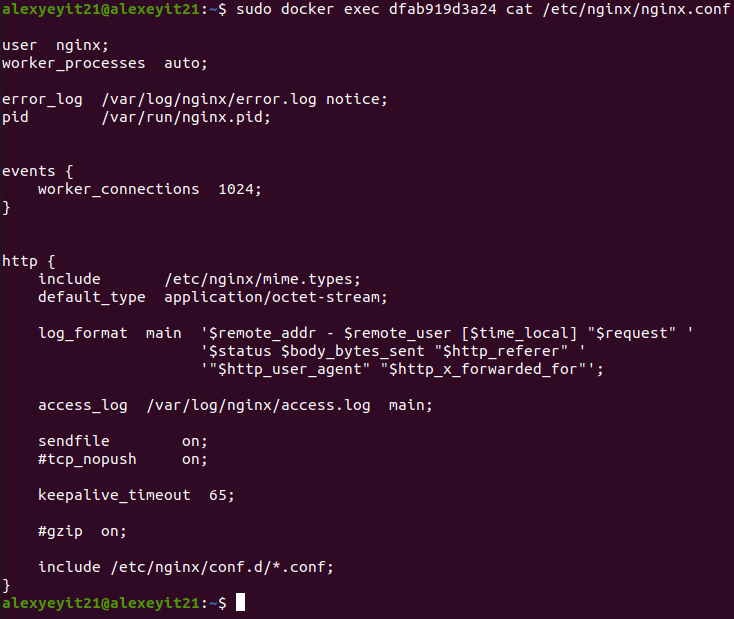 alexyeyit21@alexeyit21:~$ sudo docker exec dfab919d3a24 cat /etc/nginx/nginx.conf
user  nginx;
worker_processes  auto;
error_log  /var/log/nginx/error.log notice;
pid        /var/run/nginx.pid;
events {
    worker_connections  1024;
}
http {
    include       /etc/nginx/mime.types;
    default_type  application/octet-stream;
    log_format  main  '$remote_addr - $remote_user [$time_local] "$request" '
                      '$status $body_bytes_sent "$http_referer" '
                      '"$http_user_agent" "$http_x_forwarded_for"';
    access_log  /var/log/nginx/access.log  main;
    sendfile        on;
    #tcp_nopush     on;
    keepalive_timeout  65;
    #gzip  on;
    include /etc/nginx/conf.d/*.conf;
}
alexyeyit21@alexeyit21:~$